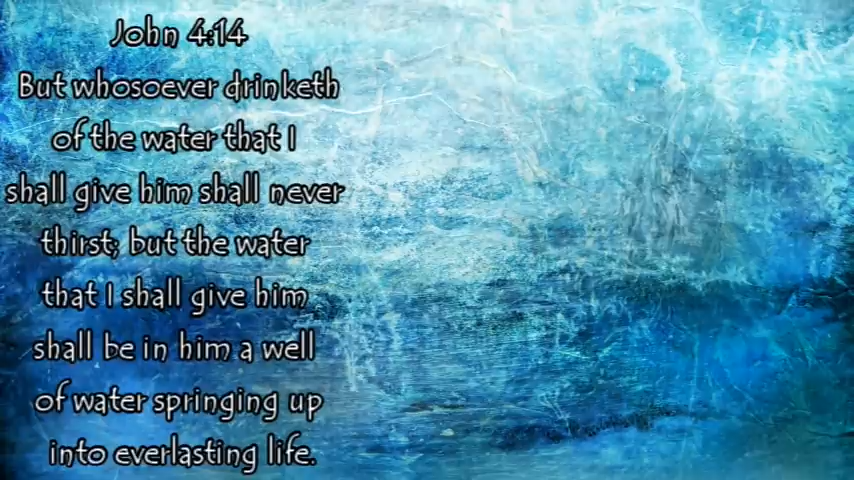 John 4:14
But whosoever drinketh
of the water that I
shall give him shall never
thirst; but the water
that I shall give him
shall be in him a well
of water springing up
into everlasting life.